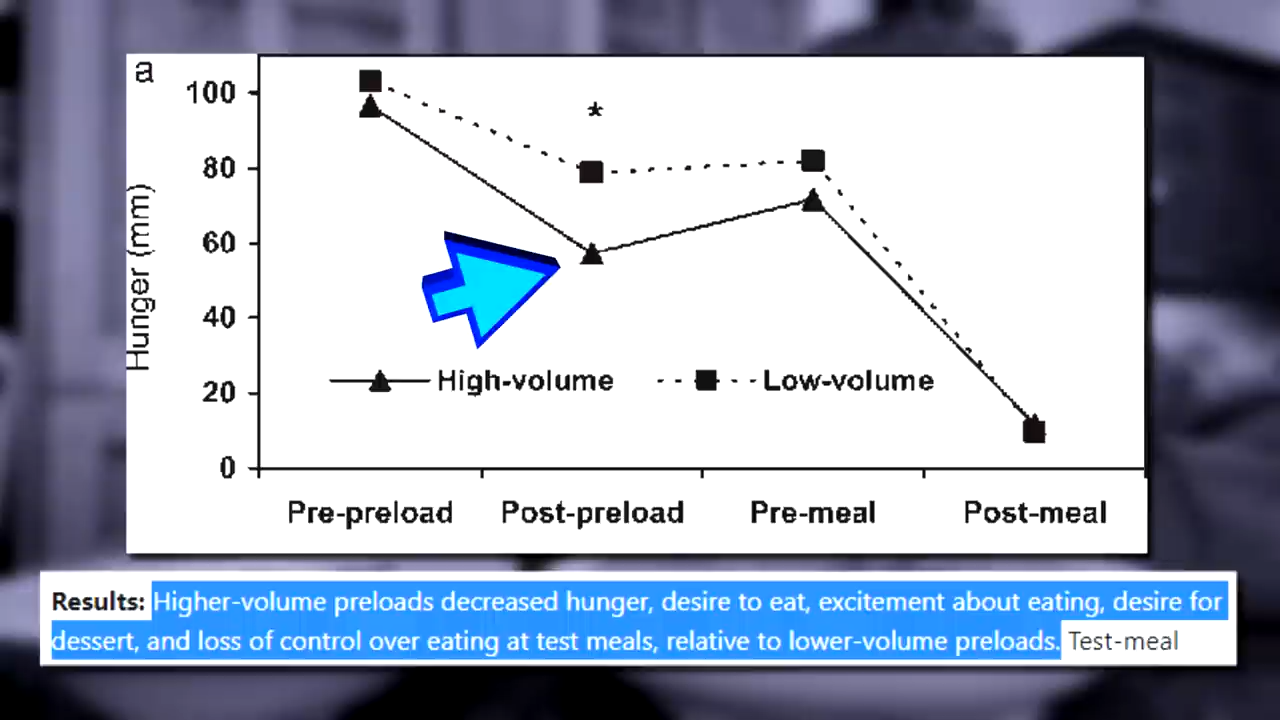 a
100
80
60
40
20
0
Hunger (mm)
*
High-volume
Low-volume
Pre-preload Post-preload Pre-meal Post-meal
Results: Higher-volume preloads decreased hunger, desire to eat, excitement about eating, desire for
dessert, and loss of control over eating at test meals, relative to lower-volume preloads. Test-meal